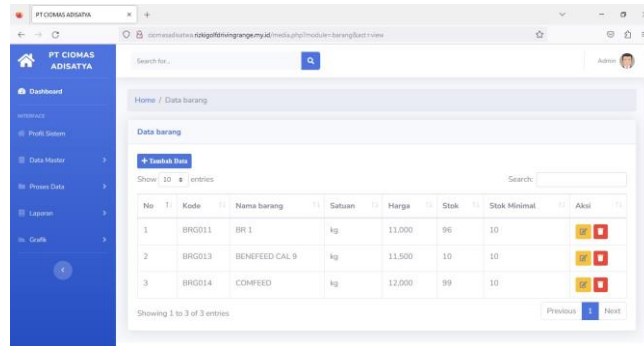 PT CIOMAS ADISATYA
ciomasadisatwa.rizkigolfdrivingrange.my.id/media.php?module=barang&act=view
PT CIOMAS ADISATYA
Search for...
Admin
Dashboard
Home / Data barang
INTERFACE
Profil Sistem
Data barang
Data Master
+ Tambah Data
Proses Data
Show 10 entries
Search:
Laporan
No Kode Nama barang Satuan Harga Stok Stok Minimal Aksi
Grafik
1 BRG011 BR 1 kg 11,000 96 10
2 BRG013 BENEFEED CAL 9 kg 11,500 10 10
3 BRG014 COMFEED kg 12,000 99 10
Showing 1 to 3 of 3 entries
Previous 1 Next